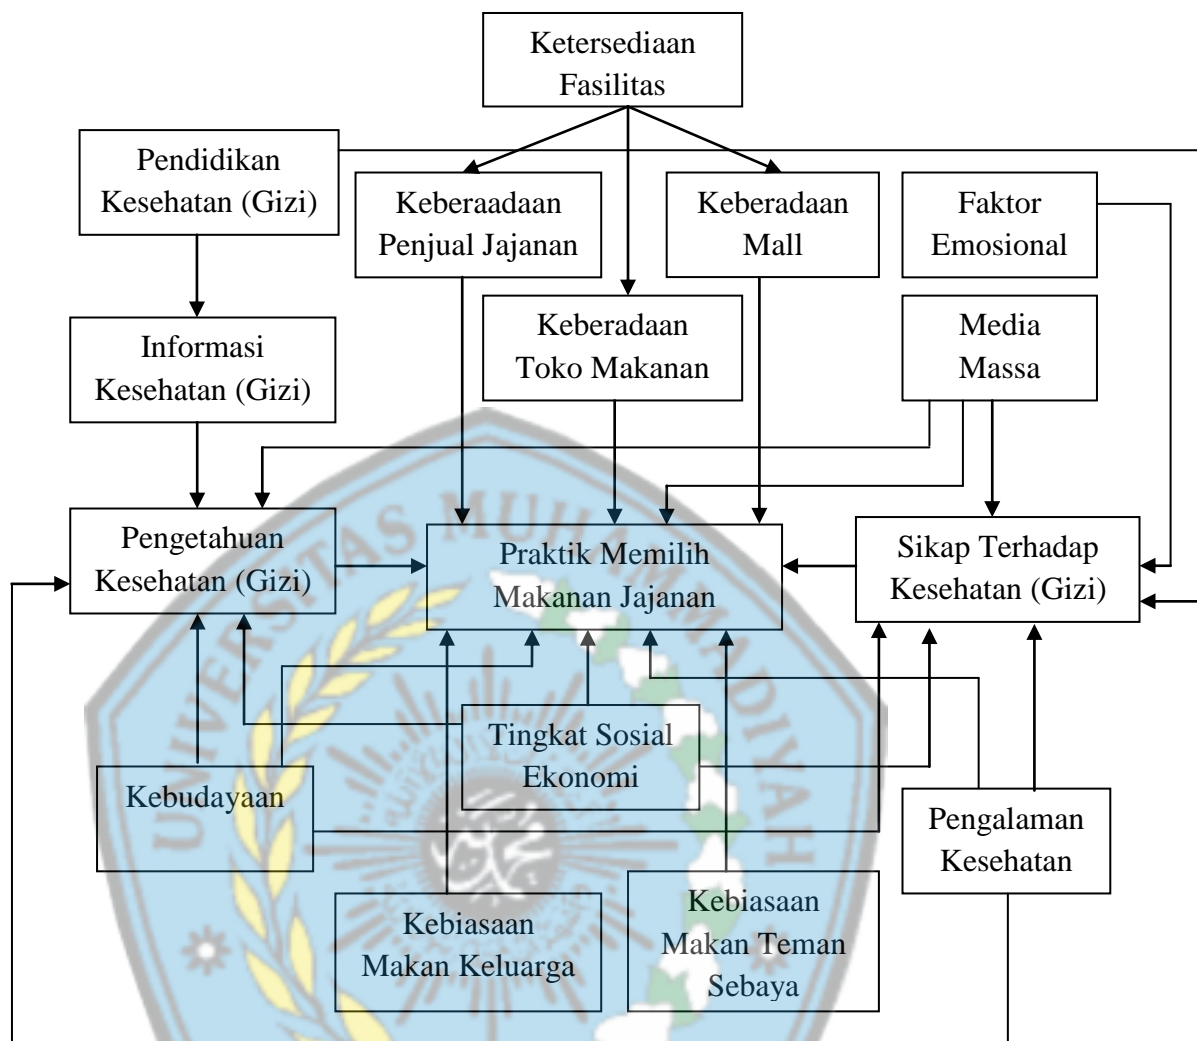 Ketersediaan
Fasilitas
Pendidikan
Kesehatan (Gizi)
Keberaadaan
Penjual Jajanan
Keberadaan
Mall
Faktor
Emosional
Informasi
Kesehatan (Gizi)
Keberadaan
Toko Makanan
Media
Massa
Pengetahuan
Kesehatan (Gizi)
Praktik Memilih
Makanan Jajanan
Sikap Terhadap
Kesehatan (Gizi)
Tingkat Sosial
Ekonomi
Kebudayaan
Pengalaman
Kesehatan
Kebiasaan
Makan Keluarga
Kebiasaan
Makan Teman
Sebaya
UNIVERSITAS MUHAMMADIYAH